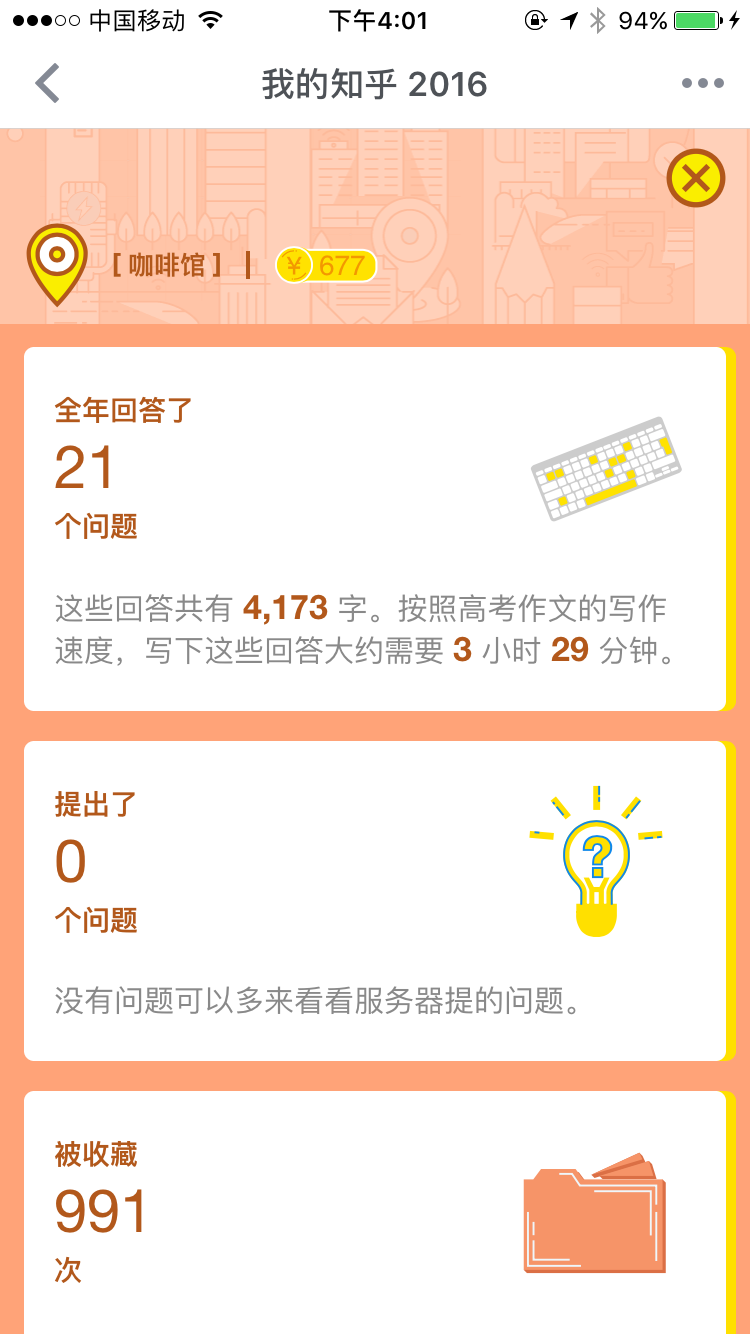 中国移动 下午4:01 94%
我的知乎 2016
[ 咖啡馆 ] | ¥ 677
全年回答了
21
个问题
这些回答共有 4,173 字。按照高考作文的写作
速度，写下这些回答大约需要 3 小时 29 分钟。
提出了
0
个问题
?
没有问题可以多来看看服务器提的问题。
被收藏
991
次